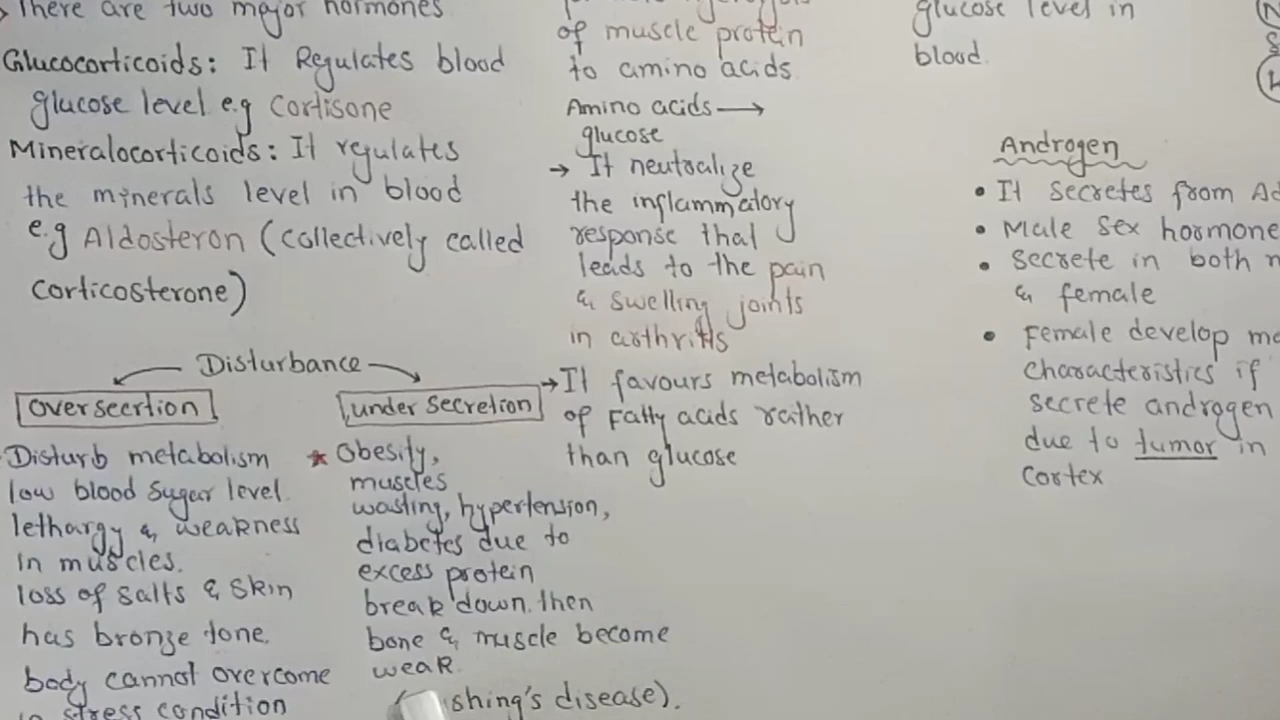 There are two major hormones
Glucocorticoids: It Regulates blood
glucose level e.g Cortisone
Mineralocorticoids: It regulates
the minerals level in blood
e.g Aldosteron (collectively called
corticosterone)
Disturbance
oversecrtion
Disturb metabolism
low blood sugar level
lethargy & weakness
in muscles.
loss of salts & skin
has bronze tone.
body cannot overcome
in stress condition
under secretion
* Obesity,
muscles
wasting, hypertension,
diabetes due to
excess protein
break down. then
bone & muscle become
weak
shing's disease).
of muscle protein
to amino acids
Amino acids →
glucose
→ It neutralize
the inflammatory
response that
leads to the pain
& swelling joints
in arthritis
→ It favours metabolism
of Fatty acids rather
than glucose
glucose level in
blood.
Androgen
• It secretes from Ad
• Male sex hormone
• secrete in both
& female
• Female develop
characteristics if
secrete androgen
due to tumor in
cortex